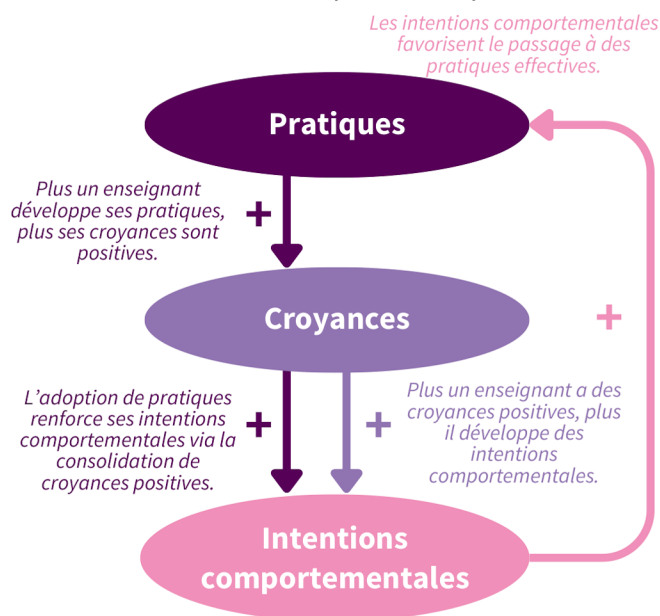 Les intentions comportementales
favorisent le passage à des
pratiques effectives.
Pratiques
Plus un enseignant
développe ses pratiques,
plus ses croyances sont
positives.
+
Croyances
+
L’adoption de pratiques
renforce ses intentions
comportementales via la
consolidation de
croyances positives.
+
+
Plus un enseignant a des
croyances positives, plus
il développe des
intentions
comportementales.
Intentions
comportementales